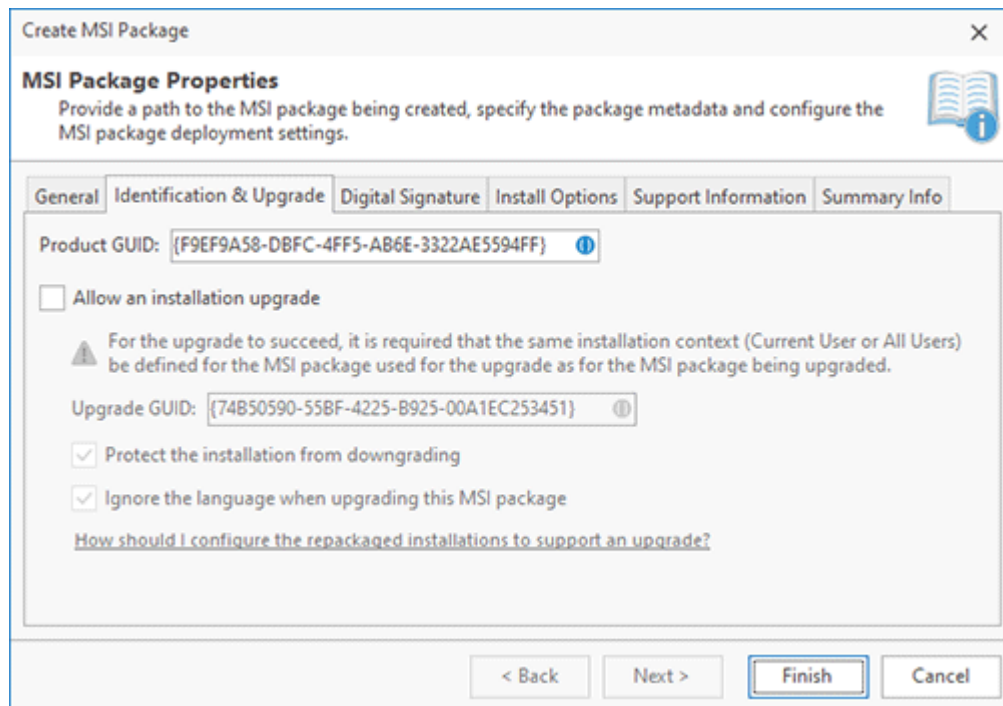 Create MSI Package
MSI Package Properties
Provide a path to the MSI package being created, specify the package metadata and configure the
MSI package deployment settings.
General Identification & Upgrade Digital Signature Install Options Support Information Summary Info
Product GUID: {F9EF9A58-DBFC-4FF5-AB6E-3322AE5594FF}
Allow an installation upgrade
For the upgrade to succeed, it is required that the same installation context (Current User or All Users)
be defined for the MSI package used for the upgrade as for the MSI package being upgraded.
Upgrade GUID: {74B50590-55BF-4225-B925-00A1EC253451}
Protect the installation from downgrading
Ignore the language when upgrading this MSI package
How should I configure the repackaged installations to support an upgrade?
< Back Next > Finish Cancel